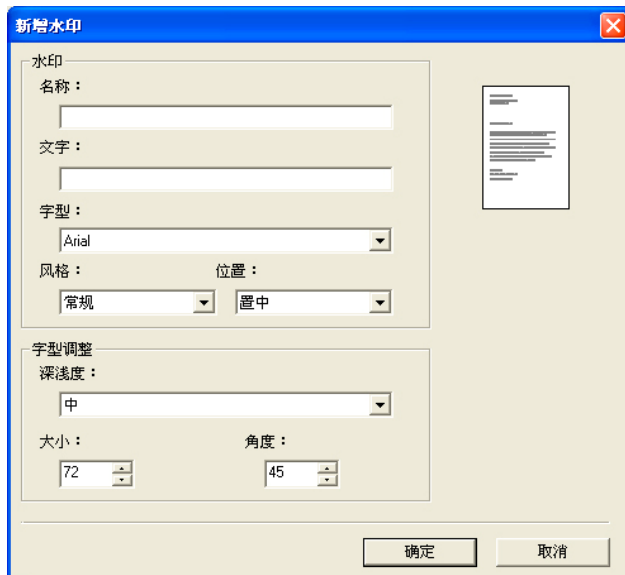 新增水印
水印
名称：
文字：
字型：
Arial
风格： 位置：
常规 置中
字型调整
深浅度：
中
大小： 角度：
72 45
确定 取消